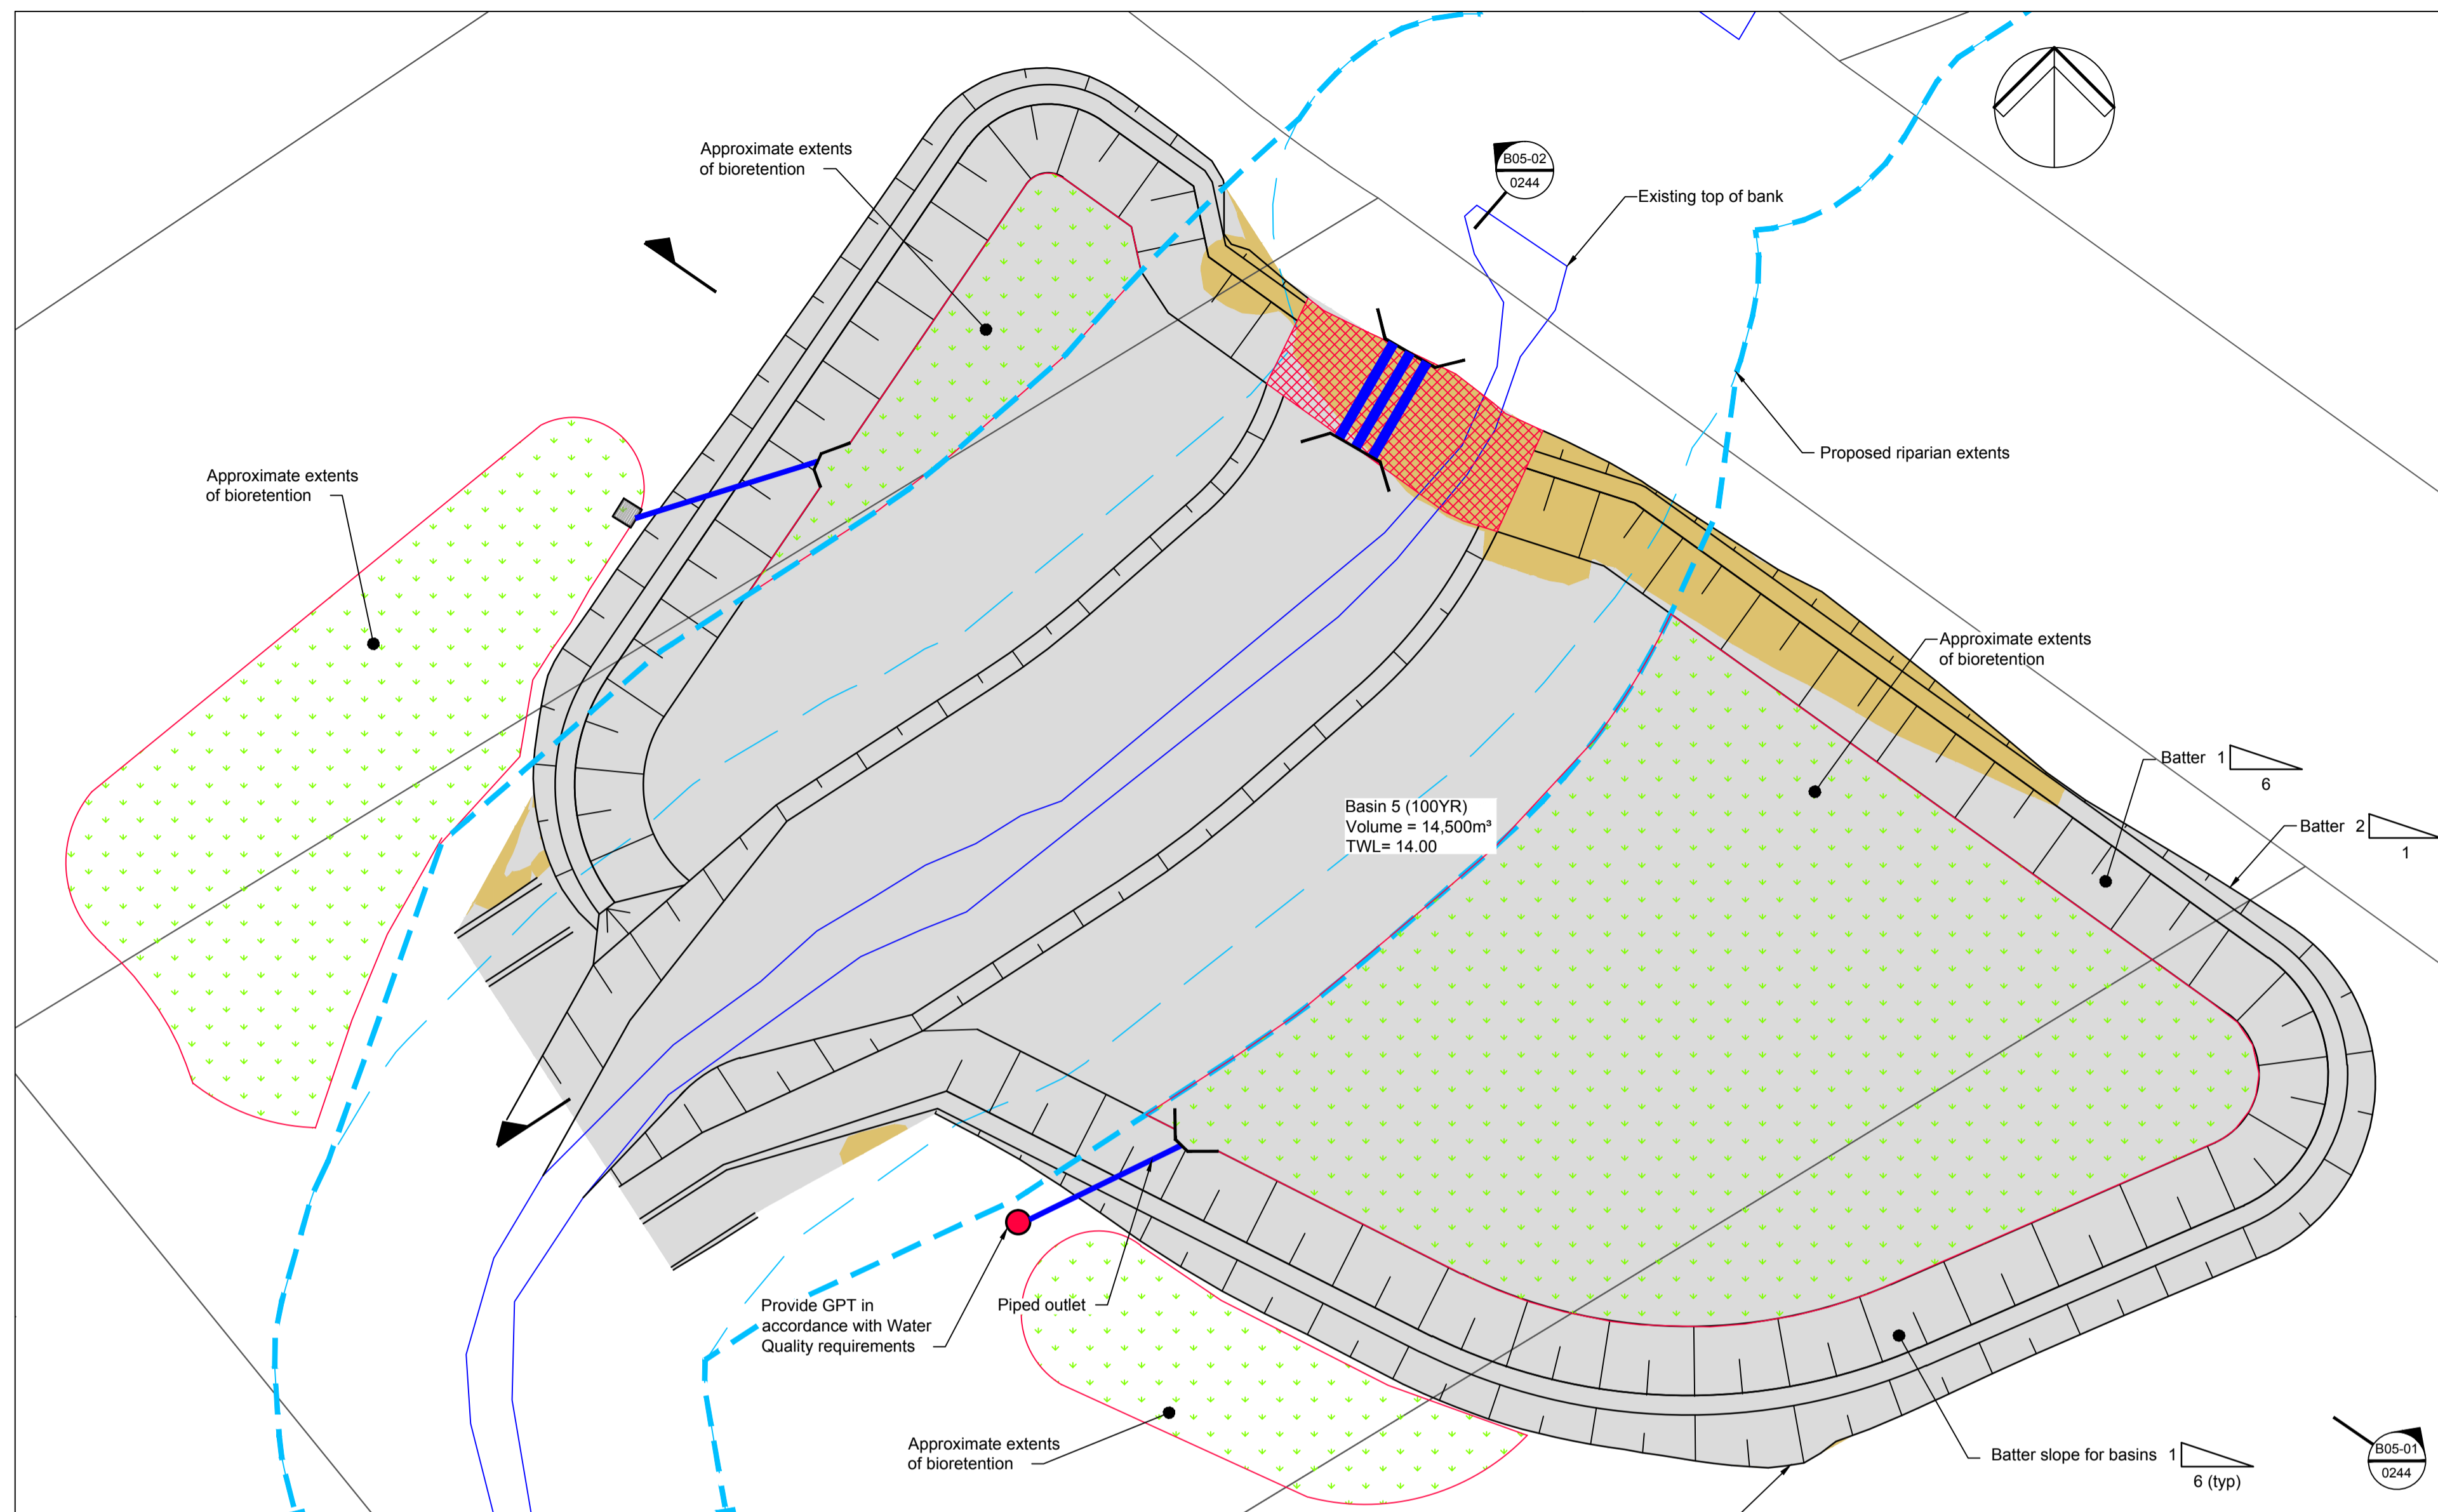 Approximate extents
of bioretention
B05-02
0244
Existing top of bank
Approximate extents
of bioretention
Proposed riparian extents
Approximate extents
of bioretention
Batter 1
6
Basin 5 (100YR)
Volume = 14,500m³
TWL= 14.00
Batter 2
1
Provide GPT in
accordance with Water
Quality requirements
Piped outlet
Approximate extents
of bioretention
Batter slope for basins 1
6 (typ)
B05-01
0244